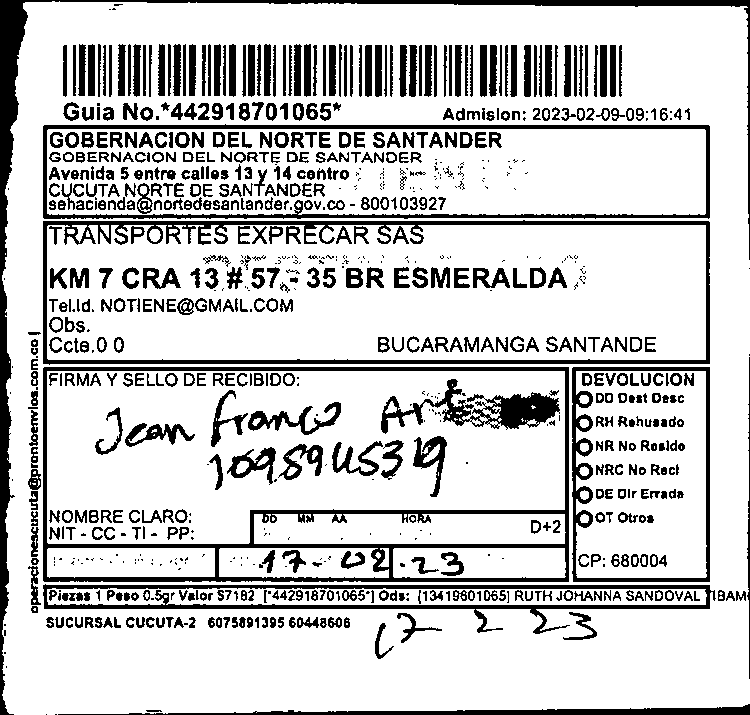 Guia No.*442918701065*
Admision: 2023-02-09-09:16:41
GOBERNACION DEL NORTE DE SANTANDER
GOBERNACION DEL NORTE DE SANTANDER
Avenida 5 entre calles 13 y 14 centro
CUCUTA NORTE DE SANTANDER
sehacienda@nortedesantander.gov.co - 800103927
TRANSPORTES EXPRECAR SAS
KM 7 CRA 13 # 57 - 35 BR ESMERALDA
Tel.Id. NOTIENE@GMAIL.COM
Obs.
Ccte.0 0
BUCARAMANGA SANTANDE
FIRMA Y SELLO DE RECIBIDO:
Jean Franco
NOMBRE CLARO:
NIT - CC - TI - PP:
DD MM AA HORA
D+2
17-02-23
DEVOLUCION
DD Dest Desc
RH Rehusado
NR No Reside
NRC No Recl
DE Dir Errada
OT Otros
CP: 680004
Piezas 1 Peso 0.5gr Valor $7182 [*442918701065*] Ods: {13419601065} RUTH JOHANNA SANDOVAL TIBAM
SUCURSAL CUCUTA-2 6075891395 60448606
17 2 23
operacionescucuta@prontoenvios.com.co |